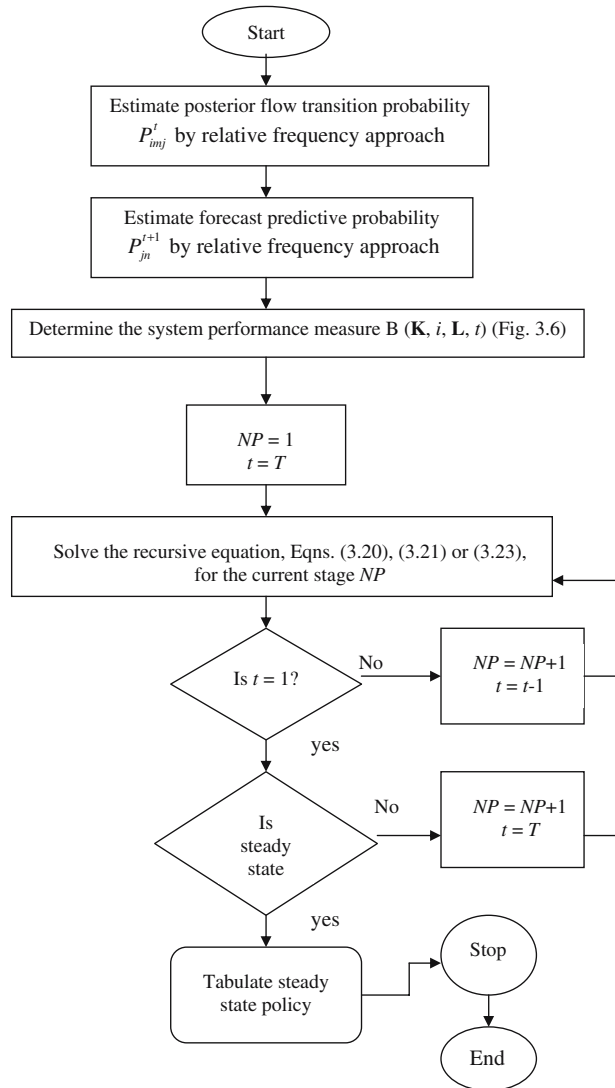 Start
Estimate posterior flow transition probability
P^t_{imj} by relative frequency approach
Estimate forecast predictive probability
P^{t+1}_{jn} by relative frequency approach
Determine the system performance measure B (K, i, L, t) (Fig. 3.6)
NP = 1
t = T
Solve the recursive equation, Eqns. (3.20), (3.21) or (3.23),
for the current stage NP
Is t = 1?
No
NP = NP+1
t = t-1
yes
Is
steady
state
No
NP = NP+1
t = T
yes
Tabulate steady
state policy
Stop
End